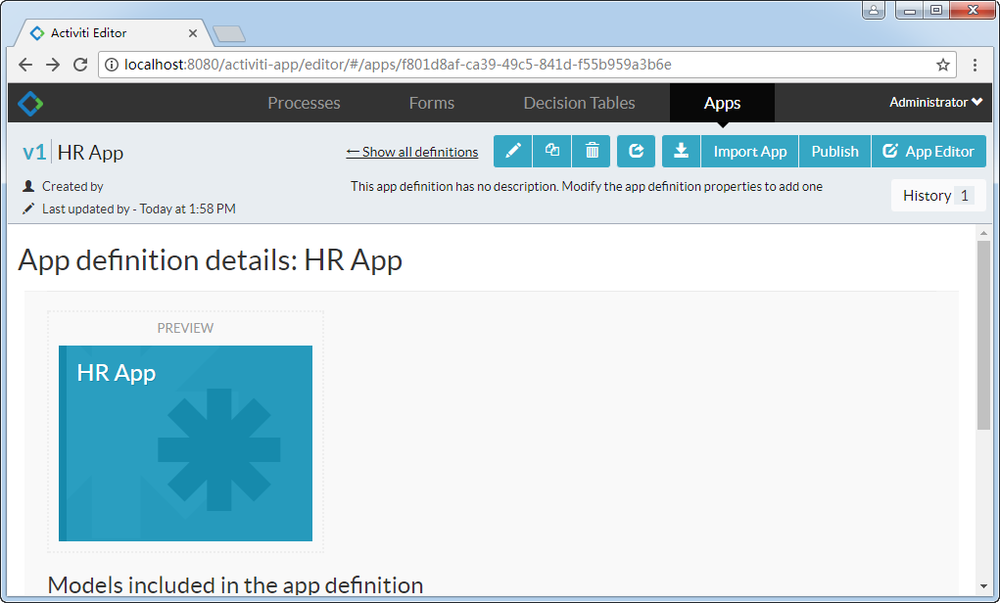 Activiti Editor
localhost:8080/activiti-app/editor/#/apps/f801d8af-ca39-49c5-841d-f55b959a3b6e
Processes Forms Decision Tables Apps Administrator
v1 HR App ← Show all definitions Import App Publish App Editor
Created by This app definition has no description. Modify the app definition properties to add one
History 1
Last updated by - Today at 1:58 PM
App definition details: HR App
PREVIEW
HR App
Models included in the app definition